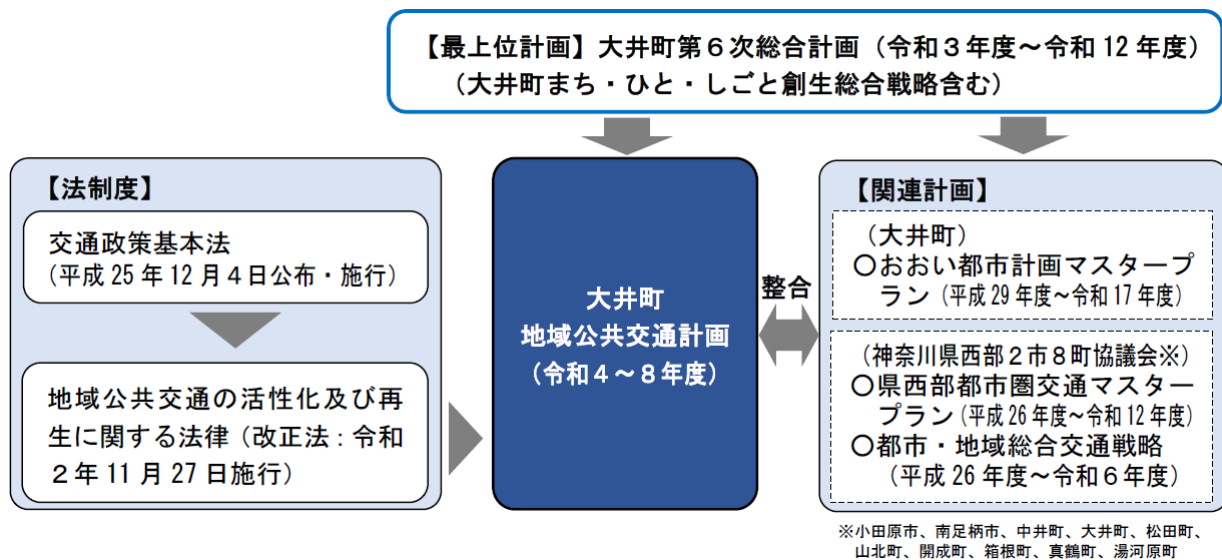 【最上位計画】大井町第６次総合計画（令和３年度～令和 12 年度）
（大井町まち・ひと・しごと創生総合戦略含む）
【法制度】
交通政策基本法
（平成 25 年 12 月４日公布・施行）
地域公共交通の活性化及び再
生に関する法律（改正法：令和
２年 11 月 27 日施行）
大井町
地域公共交通計画
（令和４～８年度）
整合
【関連計画】
（大井町）
〇おおい都市計画マスタープ
ラン（平成 29 年度～令和 17 年度）
（神奈川県西部２市８町協議会※）
〇県西部都市圏交通マスター
プラン（平成 26 年度～令和 12 年度）
〇都市・地域総合交通戦略
（平成 26 年度～令和６年度）
※小田原市、南足柄市、中井町、大井町、松田町、
山北町、開成町、箱根町、真鶴町、湯河原町